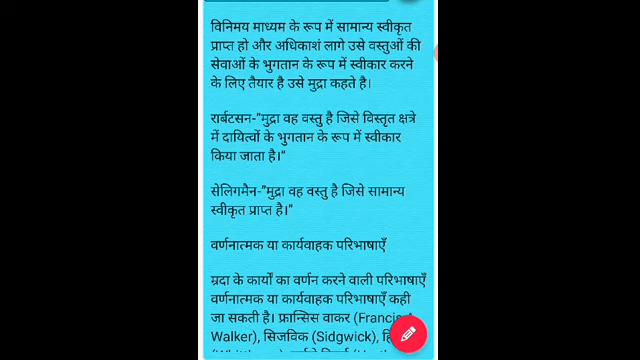 विनिमय माध्यम के रूप में सामान्य स्वीकृत
प्राप्त हो और अधिकाशं लागे उसे वस्तुओं की
सेवाओं के भुगतान के रूप में स्वीकार करने
के लिए तैयार है उसे मुद्रा कहते है।
रार्बटसन-”मुद्रा वह वस्तु है जिसे विस्तृत क्षत्रे
में दायित्वों के भुगतान के रूप में स्वीकार
किया जाता है।“
सेलिगमैन-”मुद्रा वह वस्तु है जिसे सामान्य
स्वीकृत प्राप्त है।”
वर्णनात्मक या कार्यवाहक परिभाषाएँ
म्रदा के कार्यों का वर्णन करने वाली परिभाषाएँ
वर्णनात्मक या कार्यवाहक परिभाषाएँ कही
जा सकती है। फ्रान्सिस वाकर (Francis A
Walker), सिजविक (Sidgwick),